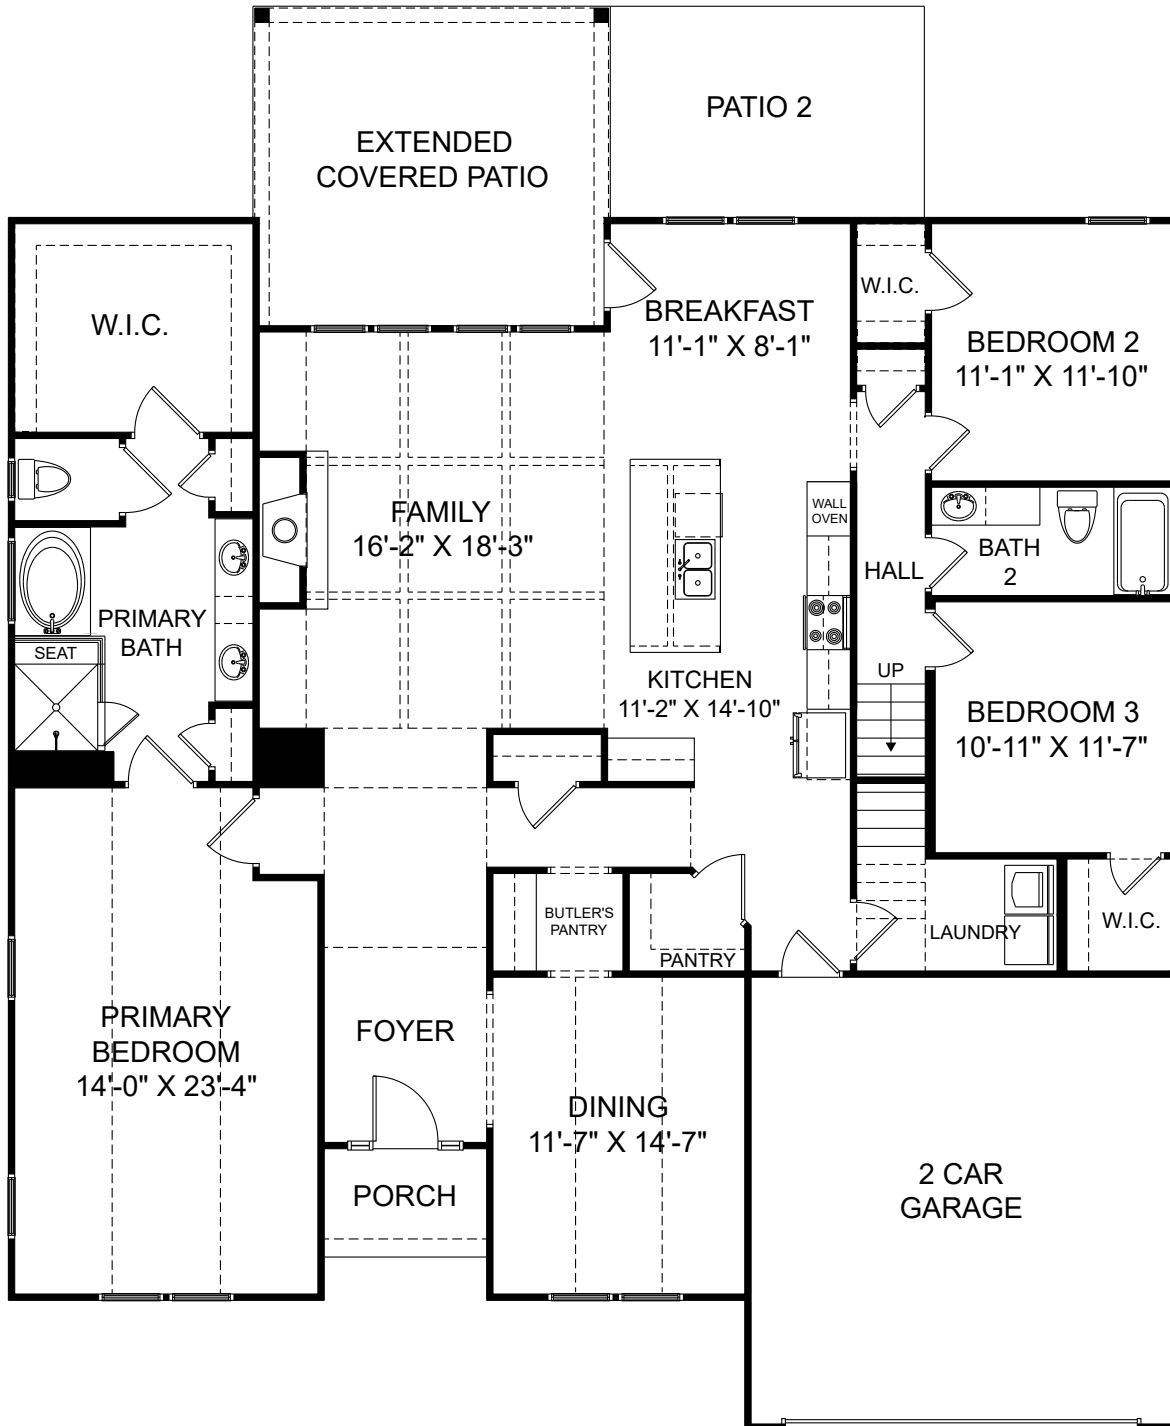 PATIO 2
EXTENDED
COVERED PATIO
W.I.C.
W.I.C.
BREAKFAST
11'-1" X 8'-1"
BEDROOM 2
11'-1" X 11'-10"
FAMILY
16'-2" X 18'-3"
WALL
OVEN
HALL
BATH
2
PRIMARY
BATH
SEAT
KITCHEN
11'-2" X 14'-10"
UP
BEDROOM 3
10'-11" X 11'-7"
BUTLER'S
PANTRY
PANTRY
LAUNDRY
W.I.C.
PRIMARY
BEDROOM
14'-0" X 23'-4"
FOYER
DINING
11'-7" X 14'-7"
PORCH
2 CAR
GARAGE